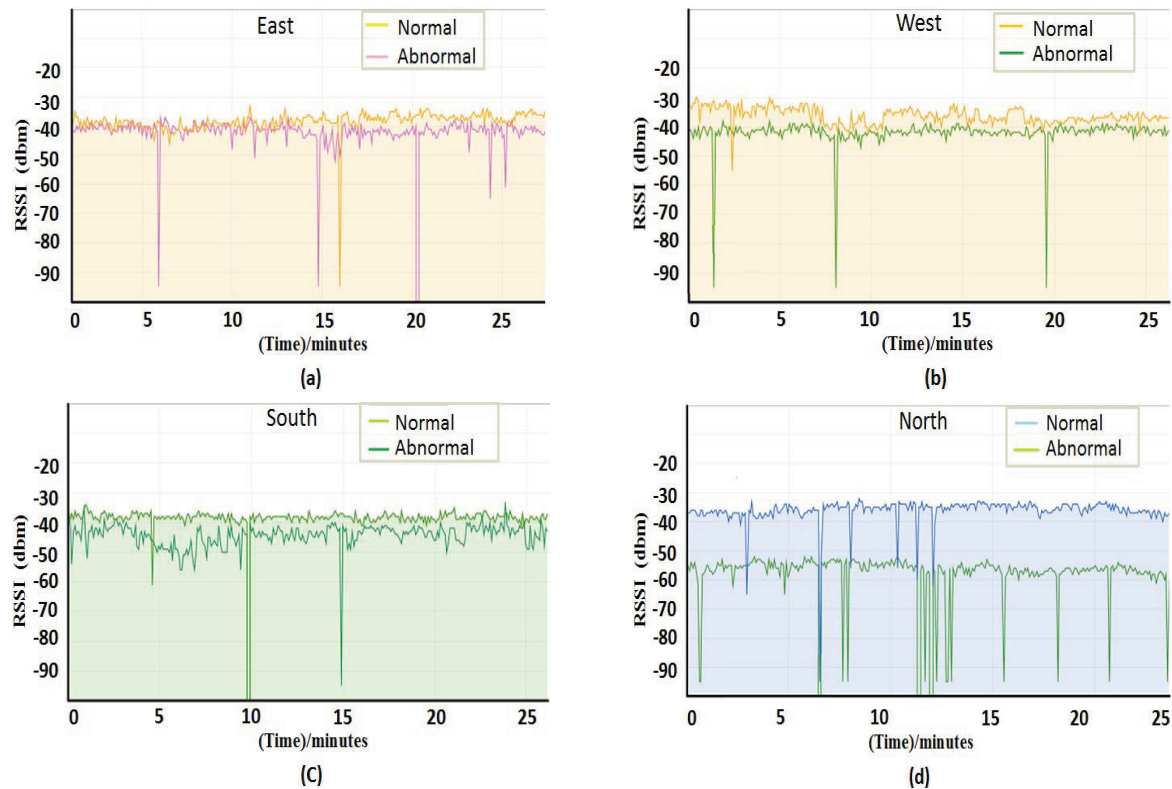 East
Normal
Abnormal
-20
-30
-40
-50
-60
-70
-80
-90
RSSI (dbm)
0 5 10 15 20 25
(Time)/minutes
(a)
West
Normal
Abnormal
-20
-30
-40
-50
-60
-70
-80
-90
RSSI (dbm)
0 5 10 15 20 25
(Time)/minutes
(b)
South
Normal
Abnormal
-20
-30
-40
-50
-60
-70
-80
-90
RSSI (dbm)
0 5 10 15 20 25
(Time)/minutes
(C)
North
Normal
Abnormal
-20
-30
-40
-50
-60
-70
-80
-90
RSSI (dbm)
0 5 10 15 20 25
(Time)/minutes
(d)